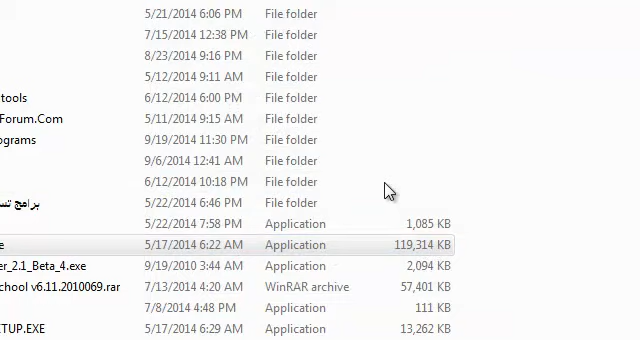 5/21/2014 6:06 PM File folder
7/15/2014 12:38 PM File folder
8/23/2014 9:16 PM File folder
5/12/2014 9:11 AM File folder
tools 6/12/2014 6:00 PM File folder
Forum.Com 5/11/2014 9:15 AM File folder
ograms 9/19/2014 11:30 PM File folder
9/6/2014 12:41 AM File folder
6/12/2014 10:18 PM File folder
برامج تس 5/22/2014 6:46 PM File folder
5/22/2014 7:58 PM Application 1,085 KB
e 5/17/2014 6:22 AM Application 119,314 KB
er_2.1_Beta_4.exe 9/19/2010 3:44 AM Application 2,094 KB
chool v6.11.2010069.rar 7/13/2014 4:20 AM WinRAR archive 57,401 KB
7/8/2014 4:48 PM Application 111 KB
ETUP.EXE 5/17/2014 6:29 AM Application 13,262 KB